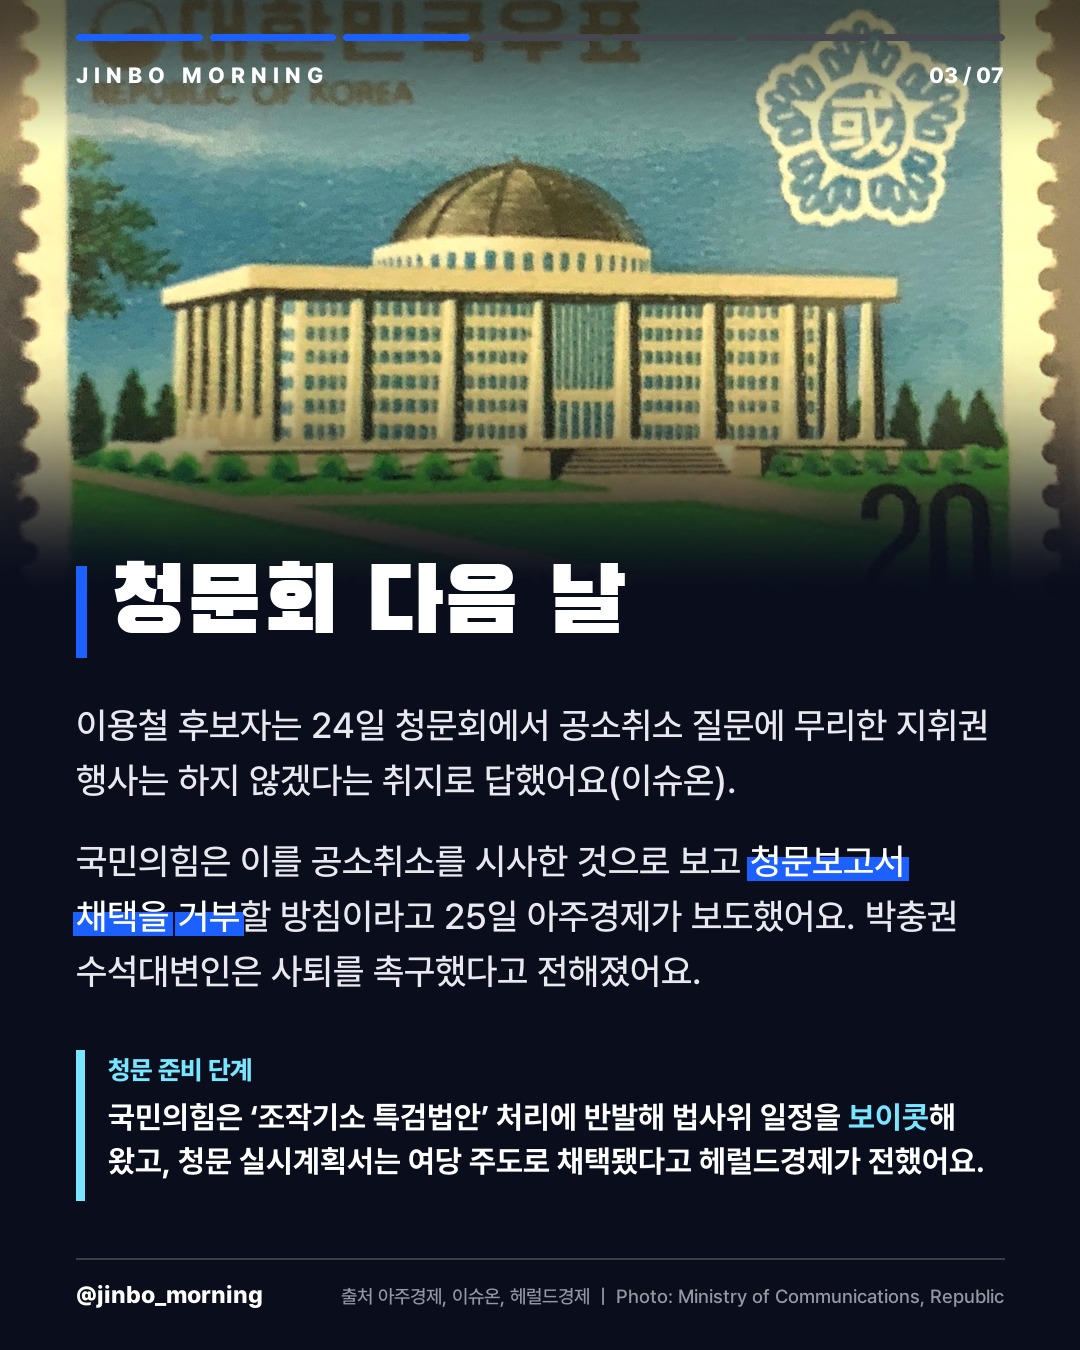 대한민국우표
JINBO MORNING
03 / 07
REPUBLIC OF KOREA
或
20
청문회 다음 날
이용철 후보자는 24일 청문회에서 공소취소 질문에 무리한 지휘권
행사는 하지 않겠다는 취지로 답했어요(이슈온).
국민의힘은 이를 공소취소를 시사한 것으로 보고 청문보고서
채택을 거부할 방침이라고 25일 아주경제가 보도했어요. 박충권
수석대변인은 사퇴를 촉구했다고 전해졌어요.
청문 준비 단계
국민의힘은 ‘조작기소 특검법안’ 처리에 반발해 법사위 일정을 보이콧해
왔고, 청문 실시계획서는 여당 주도로 채택됐다고 헤럴드경제가 전했어요.
@jinbo_morning
출처 아주경제, 이슈온, 헤럴드경제 | Photo: Ministry of Communications, Republic